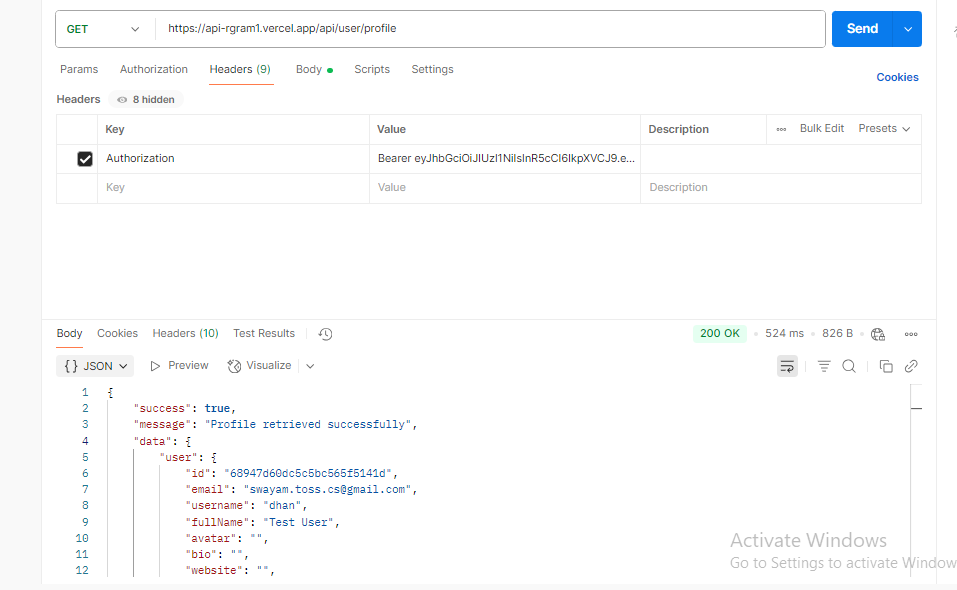 GET https://api-rgram1.vercel.app/api/user/profile Send
Params Authorization Headers (9) Body Scripts Settings Cookies
Headers 8 hidden
Key Value Description Bulk Edit Presets
Authorization Bearer eyJhbGciOiJIUzI1NiIsInR5cCI6IkpXVCJ9.e...
Key Value Description
Body Cookies Headers (10) Test Results 200 OK 524 ms 826 B
{} JSON Preview Visualize
1 {
2 "success": true,
3 "message": "Profile retrieved successfully",
4 "data": {
5 "user": {
6 "id": "68947d60dc5c5bc565f5141d",
7 "email": "swayam.toss.cs@gmail.com",
8 "username": "dhan",
9 "fullName": "Test User",
10 "avatar": "",
11 "bio": "",
12 "website": "",
Activate Windows
Go to Settings to activate Window